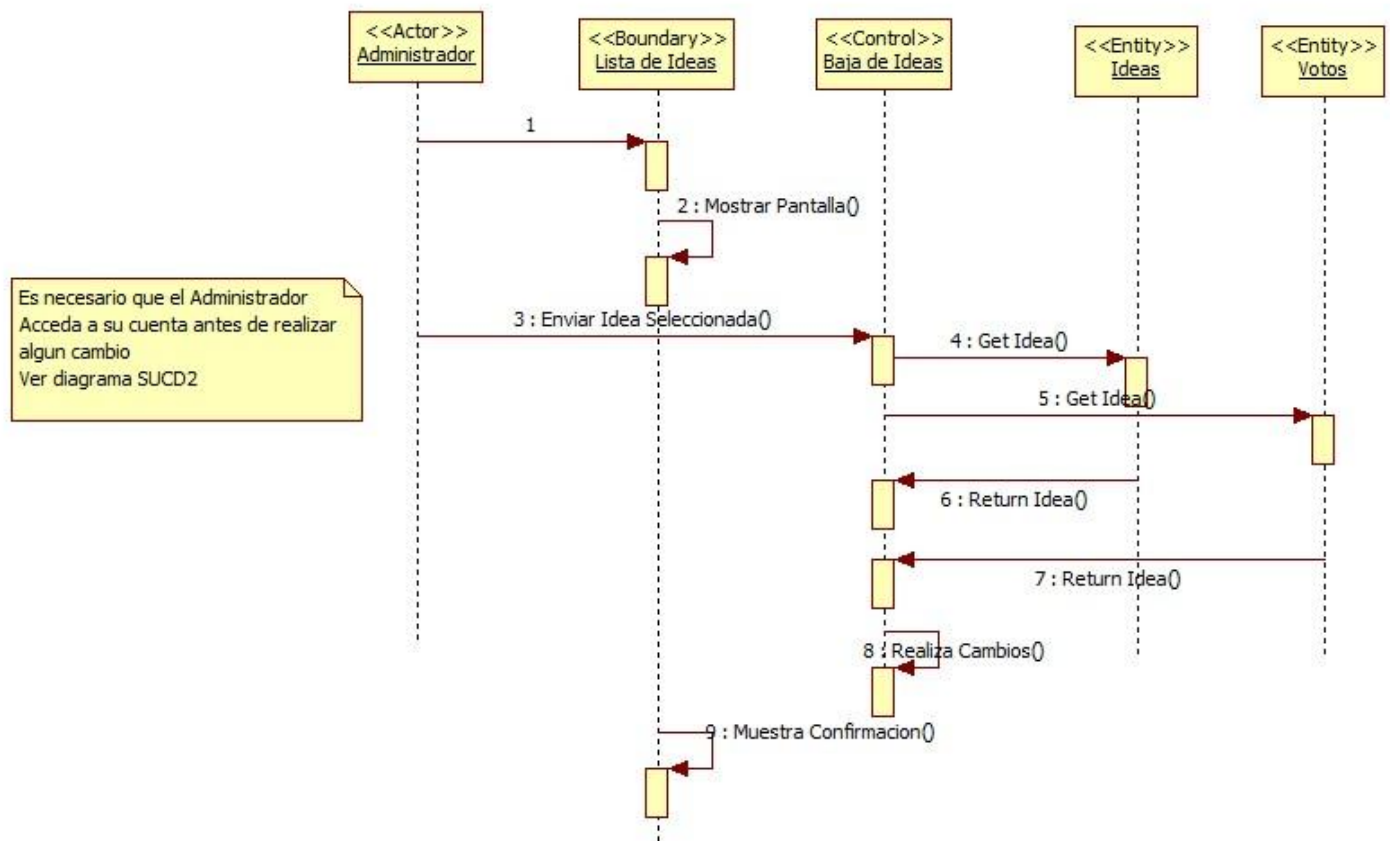 <<Actor>>
Administrador
<<Boundary>>
Lista de Ideas
<<Control>>
Baja de Ideas
<<Entity>>
Ideas
<<Entity>>
Votos
1
2 : Mostrar Pantalla()
Es necesario que el Administrador
Acceda a su cuenta antes de realizar
algun cambio
Ver diagrama SUCD2
3 : Enviar Idea Seleccionada()
4 : Get Idea()
5 : Get Idea()
6 : Return Idea()
7 : Return Idea()
8 : Realiza Cambios()
9 : Muestra Confirmacion()